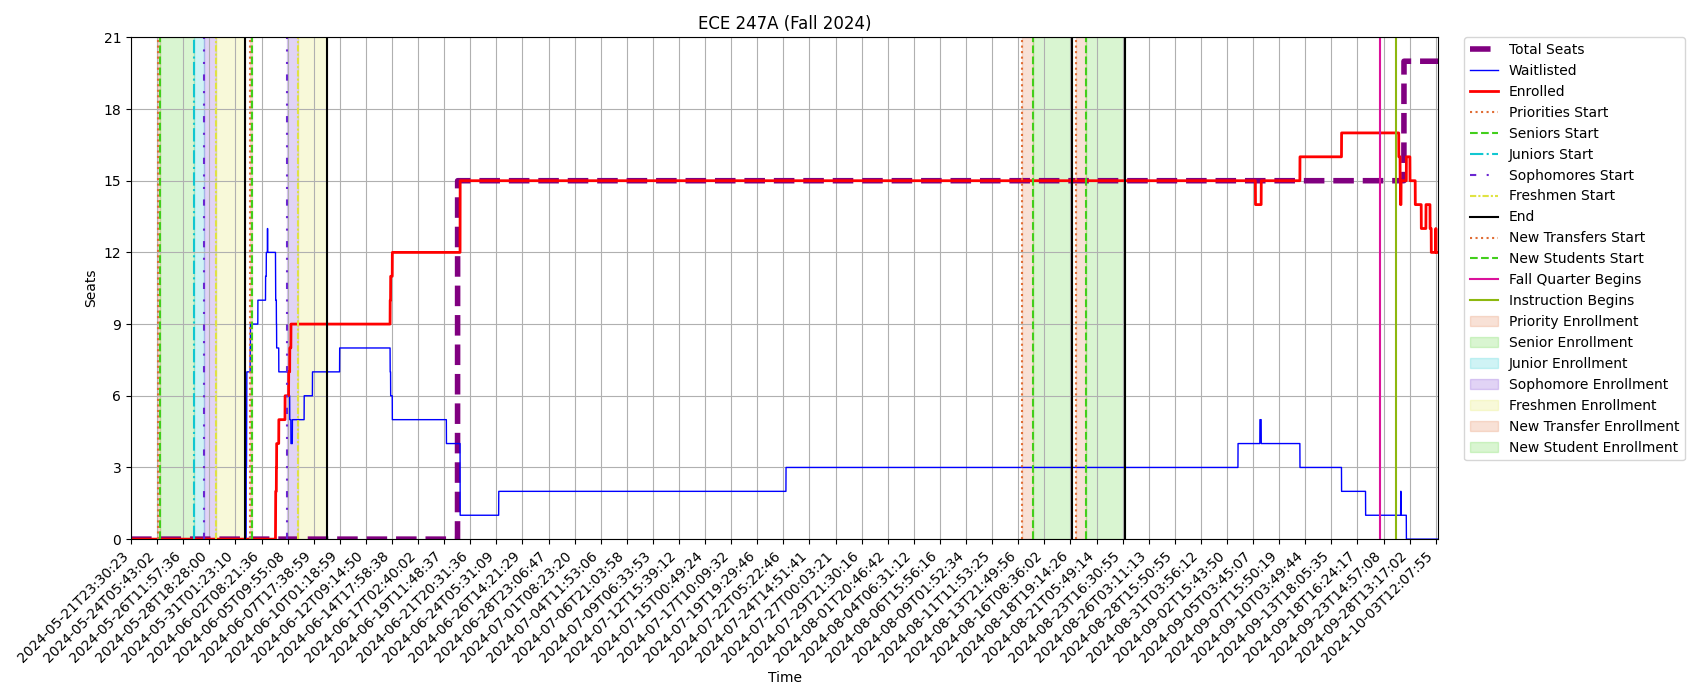 ECE 247A (Fall 2024)
Seats
21
18
15
12
9
6
3
0
2024-05-21T23:30:23
2024-05-24T05:43:02
2024-05-26T11:57:36
2024-05-28T18:28:00
2024-05-31T01:23:10
2024-06-02T08:21:36
2024-06-05T09:55:08
2024-06-07T17:38:59
2024-06-10T01:18:59
2024-06-12T09:14:50
2024-06-14T17:58:38
2024-06-17T02:40:02
2024-06-19T11:48:37
2024-06-21T20:31:36
2024-06-24T05:31:09
2024-06-26T14:21:29
2024-06-28T23:06:47
2024-07-01T08:23:20
2024-07-04T11:53:06
2024-07-06T21:03:58
2024-07-09T06:33:53
2024-07-12T15:39:12
2024-07-15T00:49:24
2024-07-17T10:09:32
2024-07-19T19:29:46
2024-07-22T05:22:46
2024-07-24T14:51:41
2024-07-27T00:03:21
2024-07-29T21:30:16
2024-08-01T20:46:42
2024-08-04T06:31:12
2024-08-06T15:56:16
2024-08-09T01:52:34
2024-08-11T11:53:25
2024-08-13T21:49:56
2024-08-16T08:36:02
2024-08-18T19:14:26
2024-08-21T05:49:14
2024-08-23T16:30:55
2024-08-26T03:11:13
2024-08-28T15:50:55
2024-08-31T03:56:12
2024-09-02T15:43:50
2024-09-05T03:45:07
2024-09-07T15:50:19
2024-09-10T03:49:44
2024-09-13T18:05:35
2024-09-18T16:24:17
2024-09-23T14:57:08
2024-09-28T13:17:02
2024-10-03T12:07:55
Time
Total Seats
Waitlisted
Enrolled
Priorities Start
Seniors Start
Juniors Start
Sophomores Start
Freshmen Start
End
New Transfers Start
New Students Start
Fall Quarter Begins
Instruction Begins
Priority Enrollment
Senior Enrollment
Junior Enrollment
Sophomore Enrollment
Freshmen Enrollment
New Transfer Enrollment
New Student Enrollment